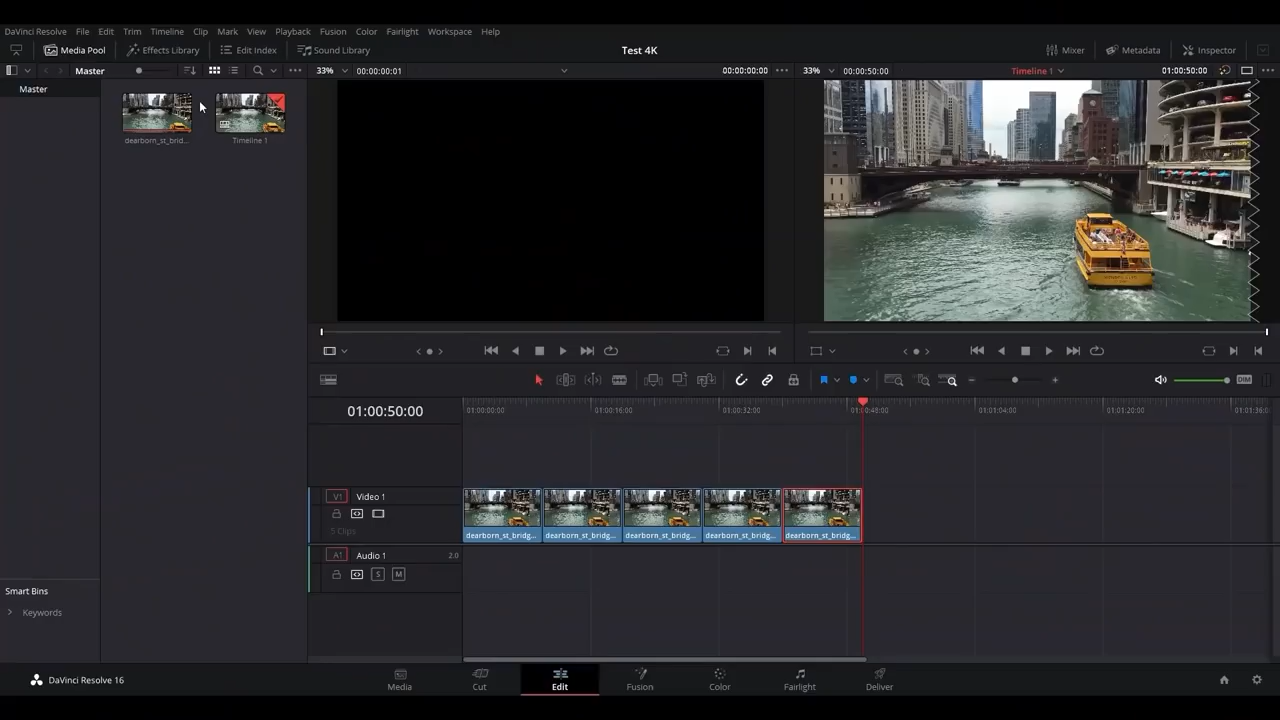 DaVinci Resolve File Edit Trim Timeline Clip Mark View Playback Fusion Color Fairlight Workspace Help
Media Pool Effects Library Edit Index Sound Library Test 4K Mixer Metadata Inspector
Master 33% 00:00:00:01 00:00:00:00 33% 00:00:50:00 Timeline 1 01:00:50:00
Master
dearborn_st_brid... Timeline 1
01:00:50:00 01:00:00:00 01:00:16:00 01:00:32:00 01:00:48:00 01:01:04:00 01:01:20:00 01:01:36:0
DIM
V1 Video 1
5 Clips
dearborn_st_bridg... dearborn_st_bridg... dearborn_st_bridg... dearborn_st_bridg... dearborn_st_bridg...
A1 Audio 1 2.0
S M
Smart Bins
Keywords
DaVinci Resolve 16 Media Cut Edit Fusion Color Fairlight Deliver